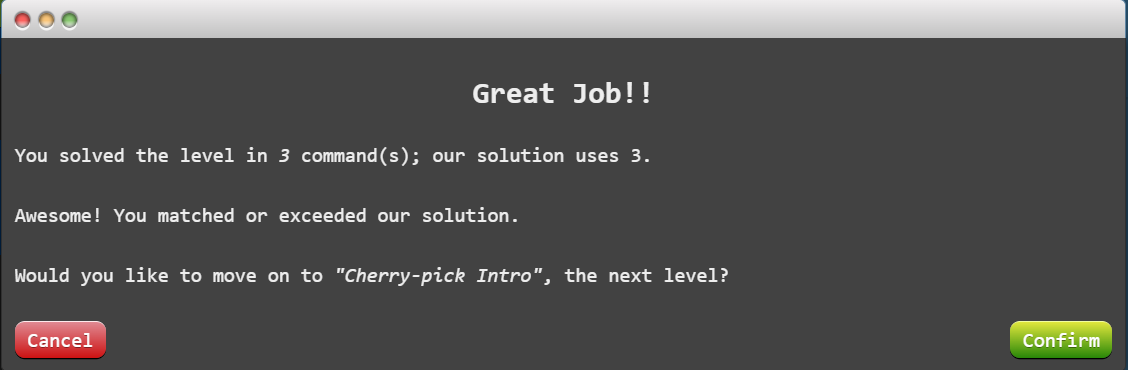 Great Job!!
You solved the level in 3 command(s); our solution uses 3.
Awesome! You matched or exceeded our solution.
Would you like to move on to "Cherry-pick Intro", the next level?
Cancel
Confirm